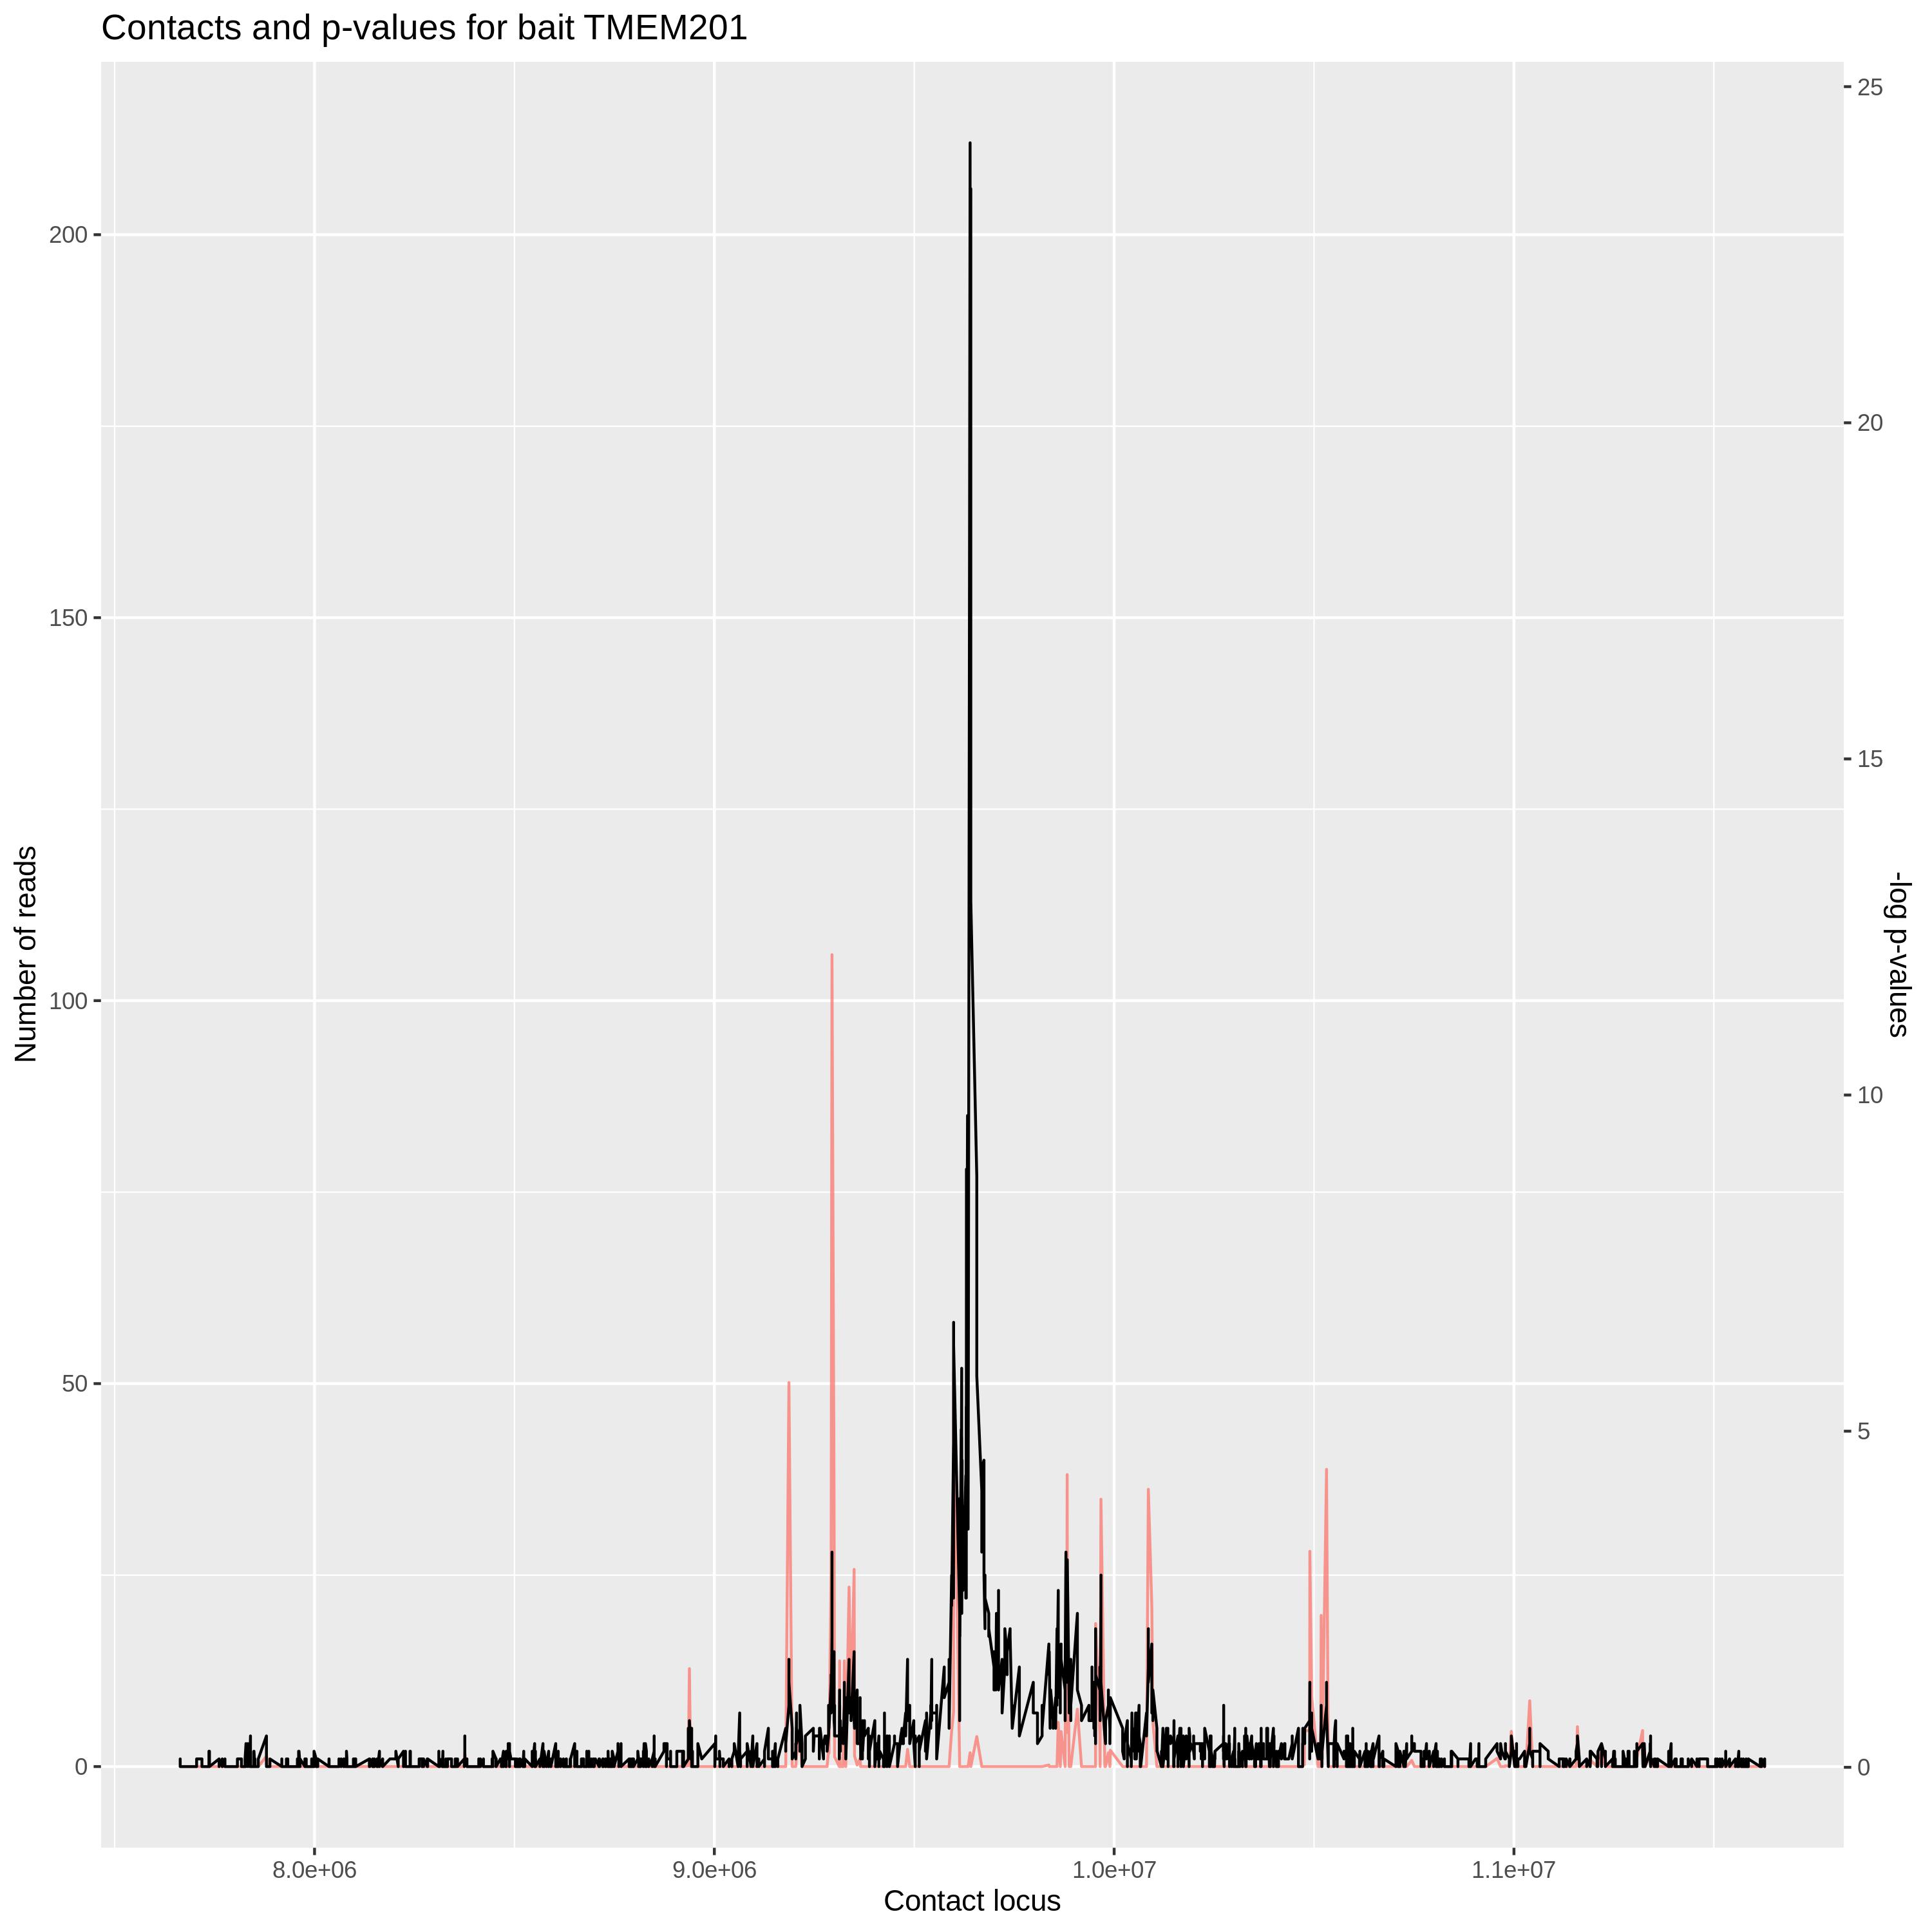 Contacts and p-values for bait TMEM201
Number of reads
200
150
100
50
0
25
20
15
10
5
0
-log p-values
8.0e+06
9.0e+06
1.0e+07
1.1e+07
Contact locus